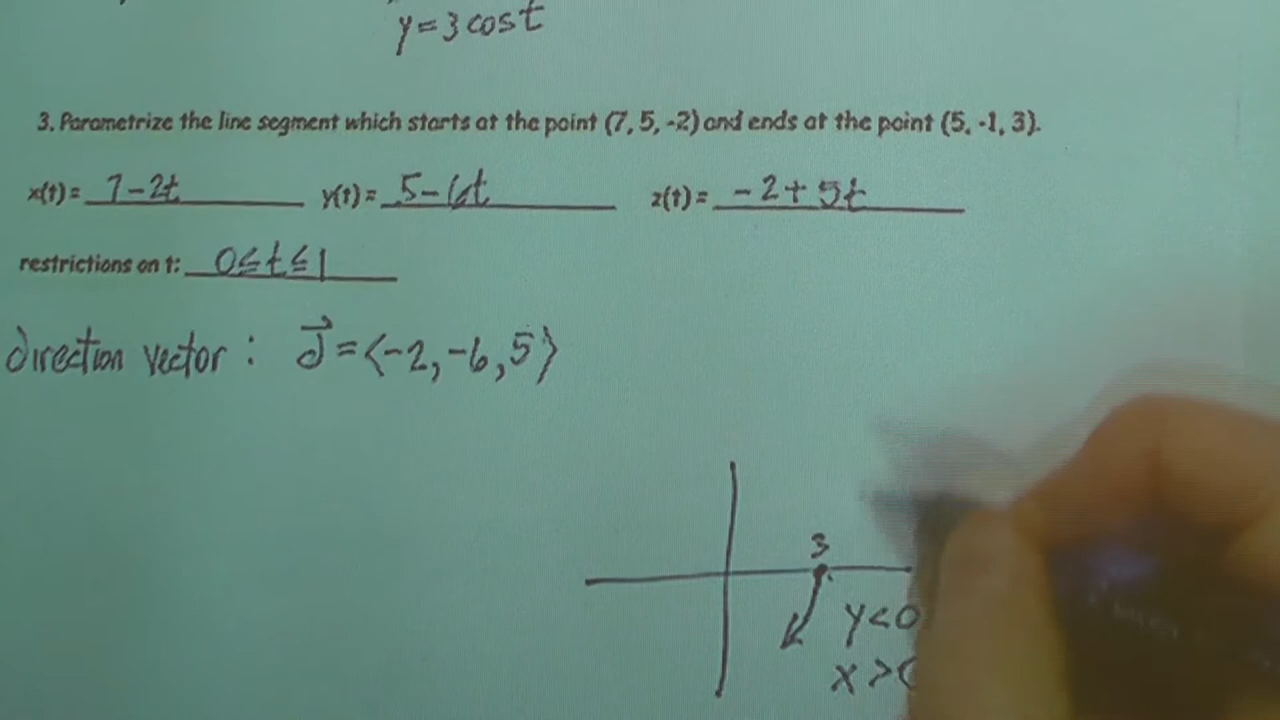 y=3cost
3. Parametrize the line segment which starts at the point (7, 5, -2) and ends at the point (5, -1, 3).
x(t) = 7-2t y(t) = 5-6t z(t) = -2+5t
restrictions on t: 0≤t≤1
direction vector: d⃗=⟨-2,-6,5⟩
3
y<0
x>